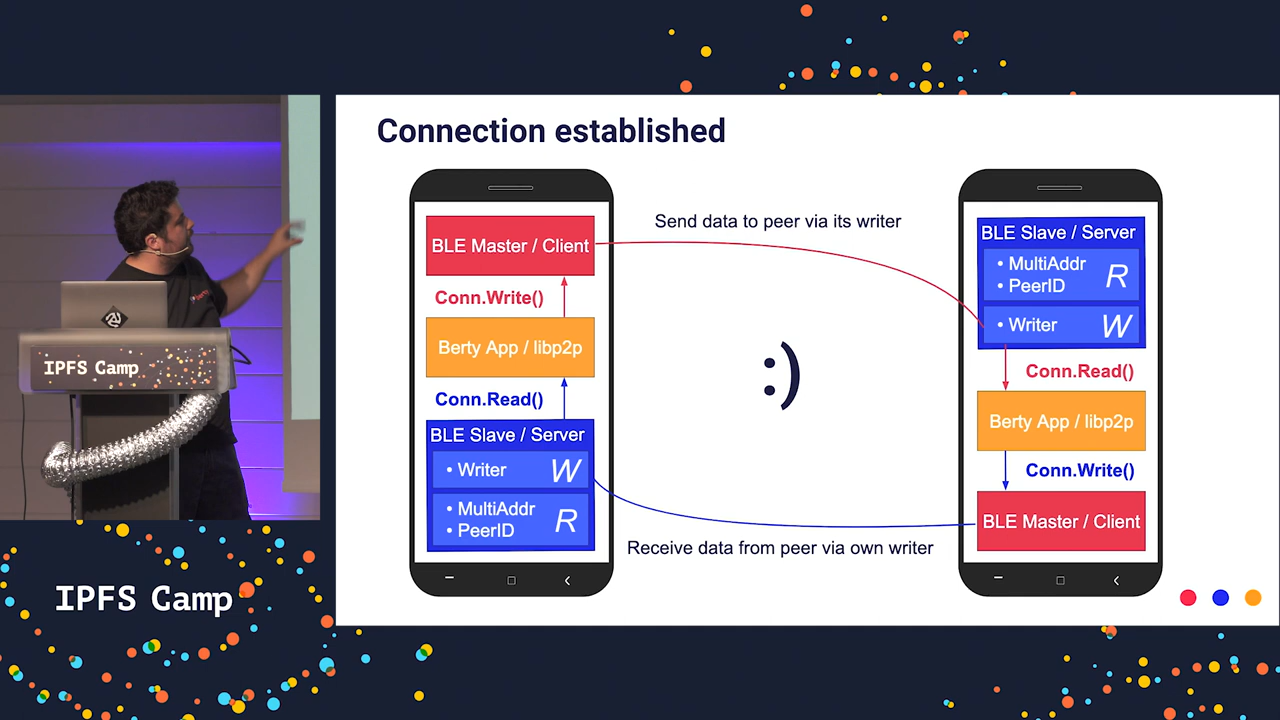 Connection established
BLE Master / Client
Conn.Write()
Berty App / libp2p
Conn.Read()
BLE Slave / Server
• Writer W
• MultiAddr
• PeerID
R
Send data to peer via its writer
:)
Receive data from peer via own writer
BLE Slave / Server
• MultiAddr
• PeerID
R
• Writer W
Conn.Read()
Berty App / libp2p
Conn.Write()
BLE Master / Client
IPFS Camp
IPFS Camp